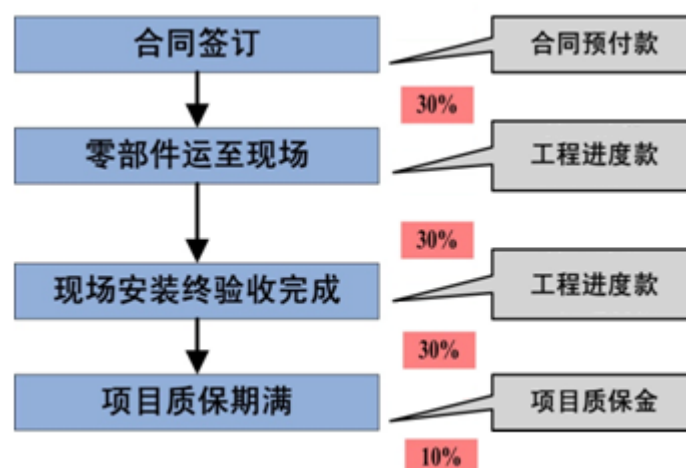 合同签订
合同预付款
30%
零部件运至现场
工程进度款
30%
现场安装终验收完成
工程进度款
30%
项目质保期满
项目质保金
10%